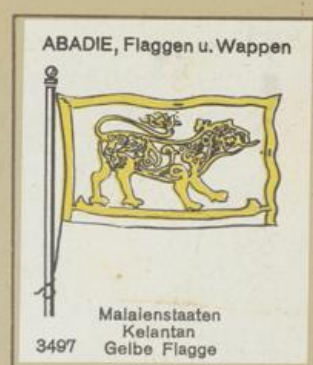 ABADIE, Flaggen u. Wappen
Malaienstaaten
Kelantan
3497 Gelbe Flagge